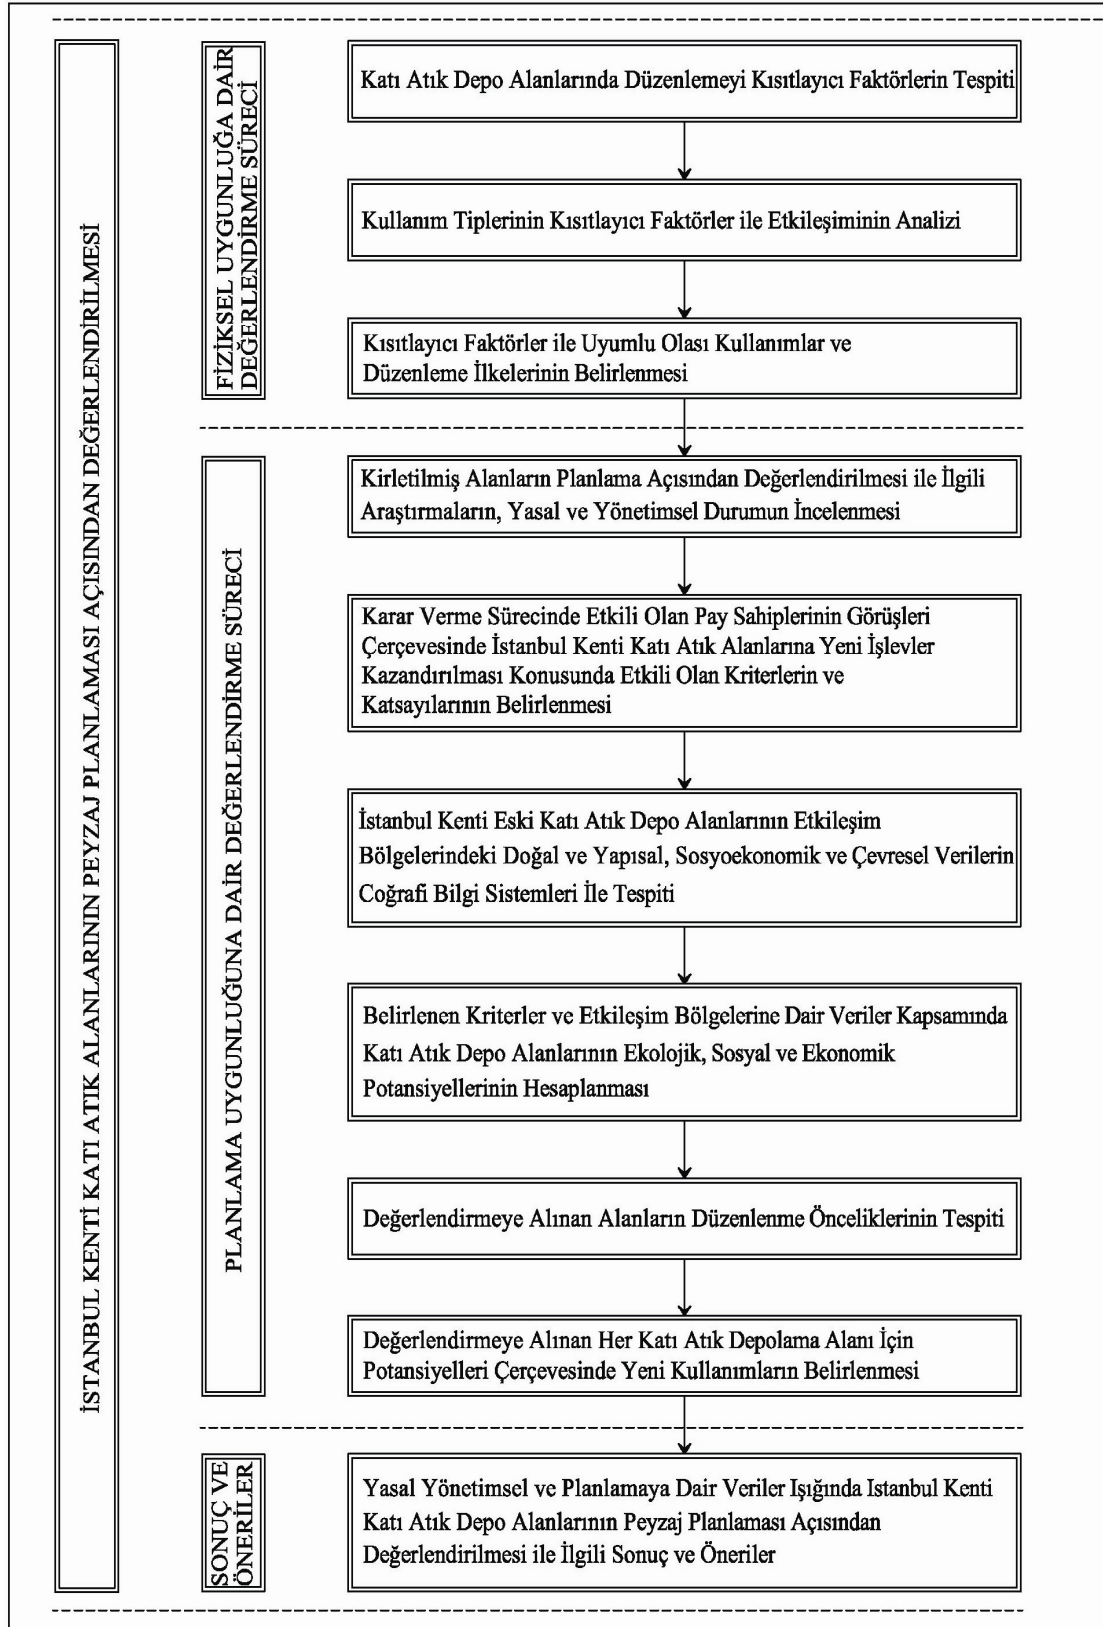 İSTANBUL KENTİ KATI ATIK ALANLARININ PEYZAJ PLANLAMASI AÇISINDAN DEĞERLENDİRİLMESİ
FİZİKSEL UYGUNLUĞA DAİR
DEĞERLENDİRME SÜRECİ
Katı Atık Depo Alanlarında Düzenlemeyi Kısıtlayıcı Faktörlerin Tespiti
Kullanım Tiplerinin Kısıtlayıcı Faktörler ile Etkileşiminin Analizi
Kısıtlayıcı Faktörler ile Uyumlu Olası Kullanımlar ve
Düzenleme İlkelerinin Belirlenmesi
PLANLAMA UYGUNLUĞUNA DAİR DEĞERLENDİRME SÜRECİ
Kirletilmiş Alanların Planlama Açısından Değerlendirilmesi ile İlgili
Araştırmaların, Yasal ve Yönetimsel Durumun İncelenmesi
Karar Verme Sürecinde Etkili Olan Pay Sahiplerinin Görüşleri
Çerçevesinde İstanbul Kenti Katı Atık Alanlarına Yeni İşlevler
Kazandırılması Konusunda Etkili Olan Kriterlerin ve
Katsayılarının Belirlenmesi
İstanbul Kenti Eski Katı Atık Depo Alanlarının Etkileşim
Bölgelerindeki Doğal ve Yapısal, Sosyoekonomik ve Çevresel Verilerin
Coğrafi Bilgi Sistemleri İle Tespiti
Belirlenen Kriterler ve Etkileşim Bölgelerine Dair Veriler Kapsamında
Katı Atık Depo Alanlarının Ekolojik, Sosyal ve Ekonomik
Potansiyellerinin Hesaplanması
Değerlendirmeye Alınan Alanların Düzenlenme Önceliklerinin Tespiti
Değerlendirmeye Alınan Her Katı Atık Depolama Alanı İçin
Potansiyelleri Çerçevesinde Yeni Kullanımların Belirlenmesi
SONUÇ VE
ÖNERİLER
Yasal Yönetimsel ve Planlamaya Dair Veriler Işığında Istanbul Kenti
Katı Atık Depo Alanlarının Peyzaj Planlaması Açısından
Değerlendirilmesi ile İlgili Sonuç ve Öneriler